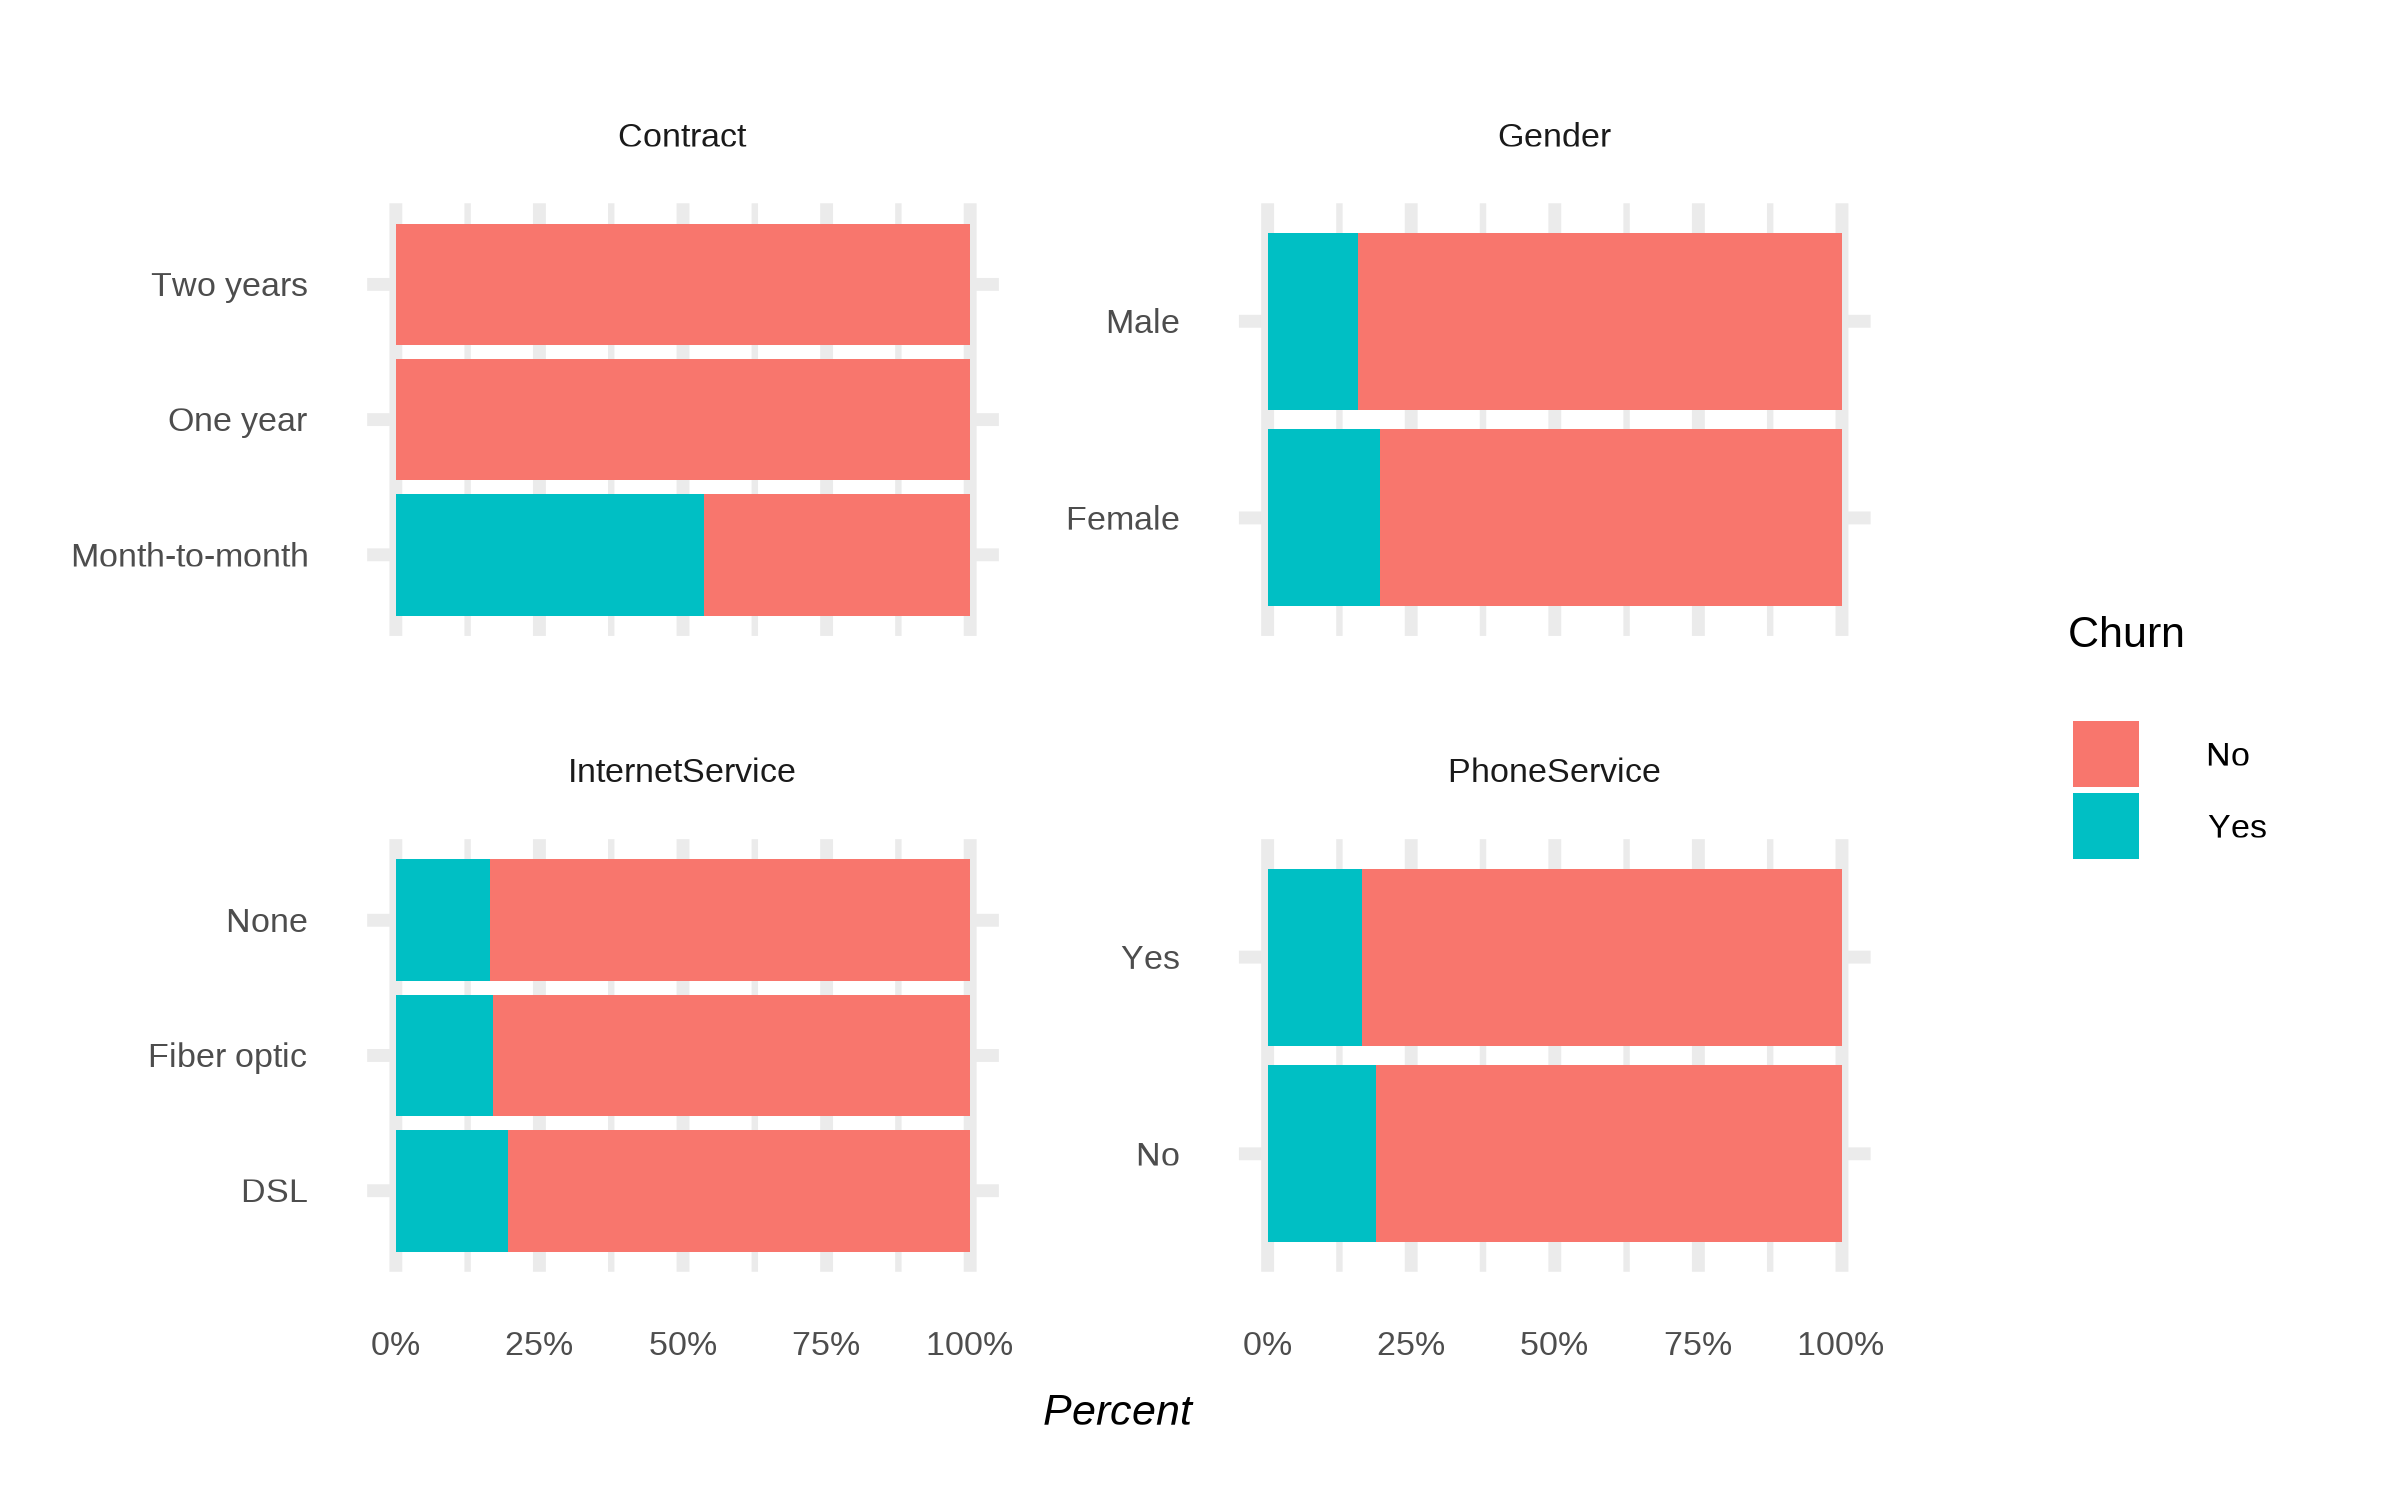 Contract
Two years
One year
Month-to-month
Gender
Male
Female
InternetService
None
Fiber optic
DSL
0% 25% 50% 75% 100%
PhoneService
Yes
No
0% 25% 50% 75% 100%
Percent
Churn
No
Yes